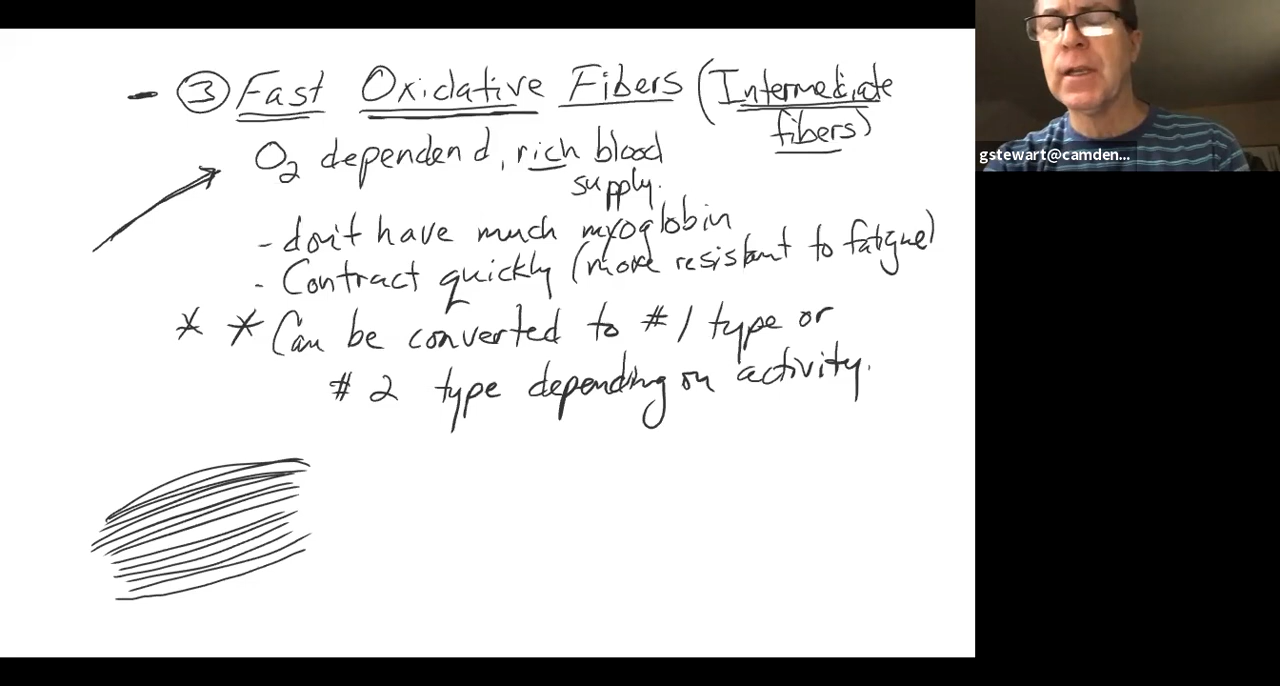 - ③ Fast Oxidative Fibers (Intermediate
fibers)
O2 dependend, rich blood
supply.
- don't have much myoglobin
- Contract quickly (more resistant to fatigue)
* * Can be converted to #1 type or
#2 type depending on activity.
gstewart@camden...